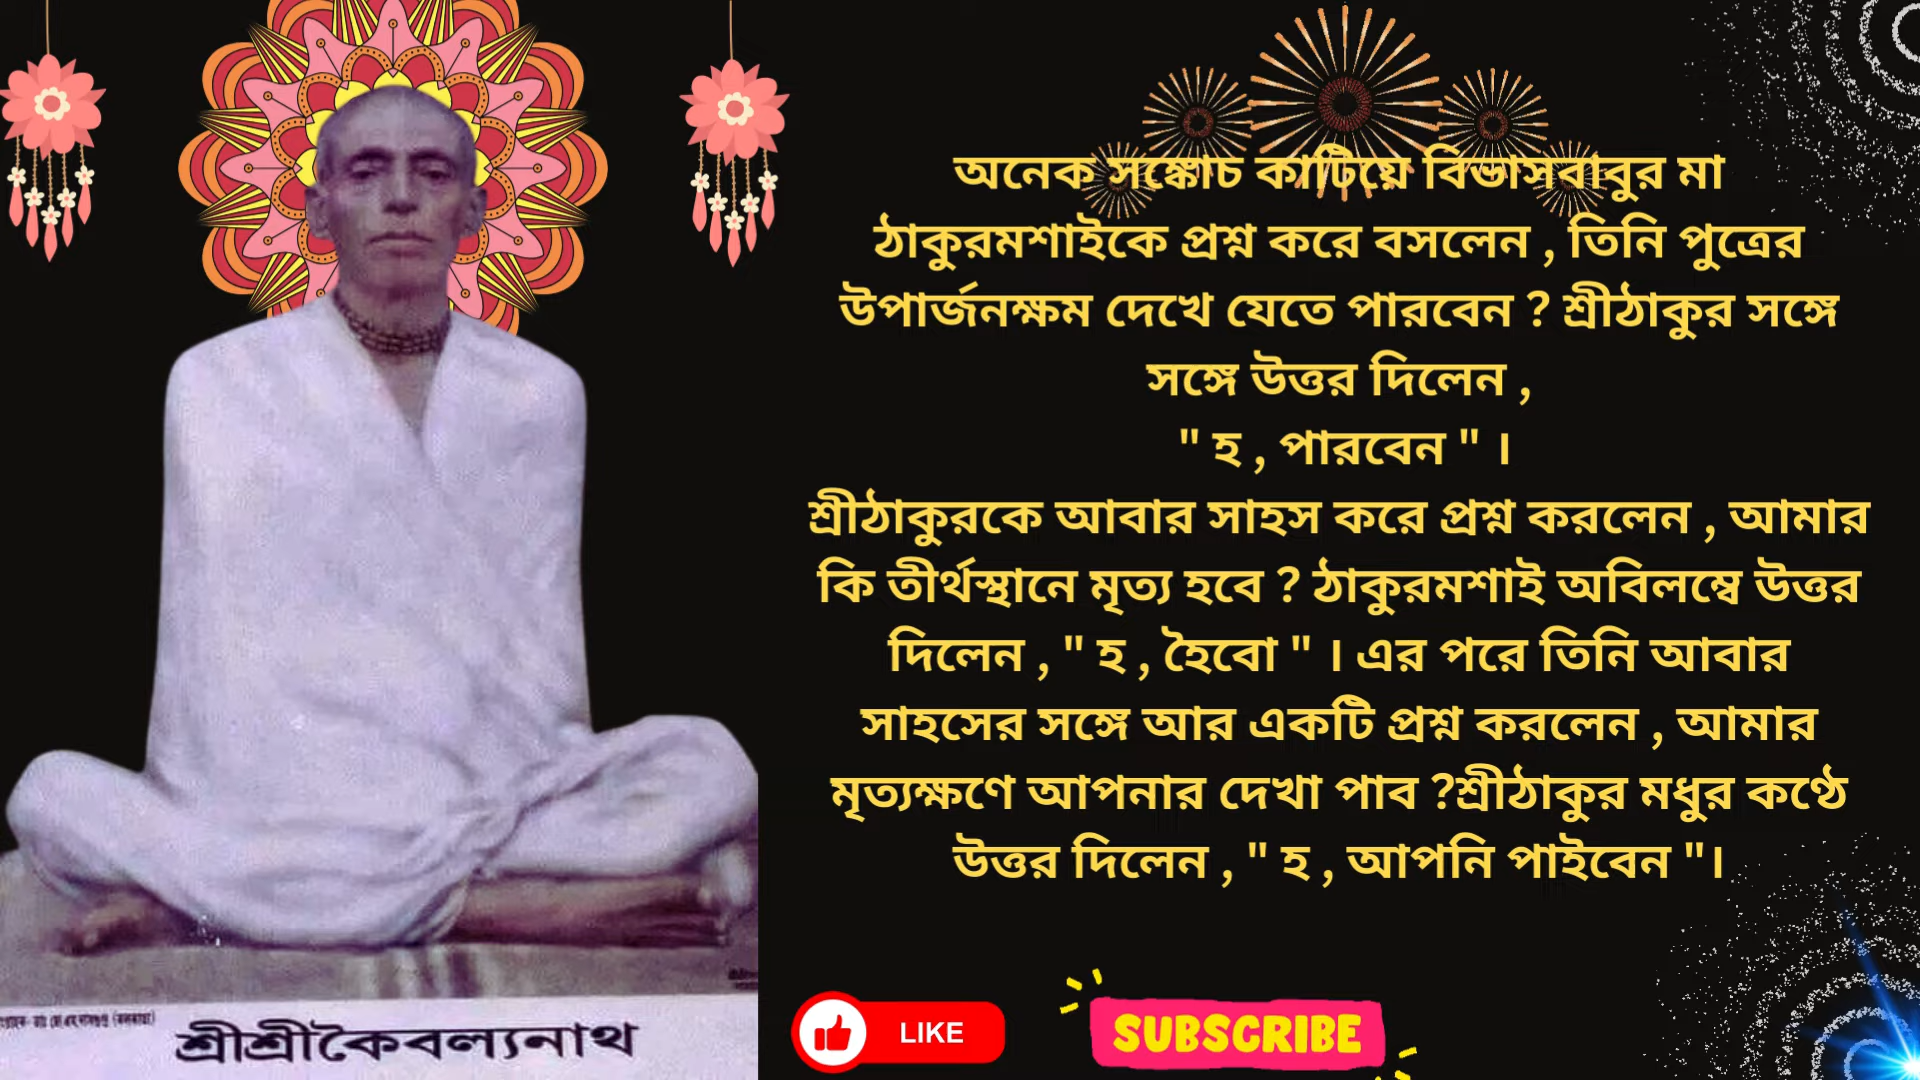 অনেক সঙ্কোচ কাটিয়ে বিভাসবাবুর মা
ঠাকুরমশাইকে প্রশ্ন করে বসলেন , তিনি পুত্রের
উপার্জনক্ষম দেখে যেতে পারবেন ? শ্রীঠাকুর সঙ্গে
সঙ্গে উত্তর দিলেন ,
" হ , পারবেন " ।
শ্রীঠাকুরকে আবার সাহস করে প্রশ্ন করলেন , আমার
কি তীর্থস্থানে মৃত্য হবে ? ঠাকুরমশাই অবিলম্বে উত্তর
দিলেন , " হ , হৈবো " । এর পরে তিনি আবার
সাহসের সঙ্গে আর একটি প্রশ্ন করলেন , আমার
মৃত্যক্ষণে আপনার দেখা পাব ?শ্রীঠাকুর মধুর কণ্ঠে
উত্তর দিলেন , " হ , আপনি পাইবেন "।
শ্রীশ্রীকৈবল্যনাথ
LIKE
SUBSCRIBE